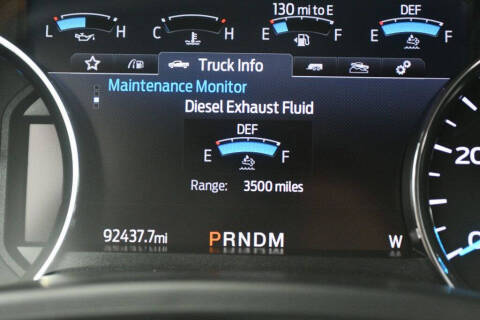 130 mi to E
DEF
L H C H E F E F
Truck Info
Maintenance Monitor
Diesel Exhaust Fluid
DEF
E F
Range: 3500 miles
92437.7mi PRNDM W
20
0